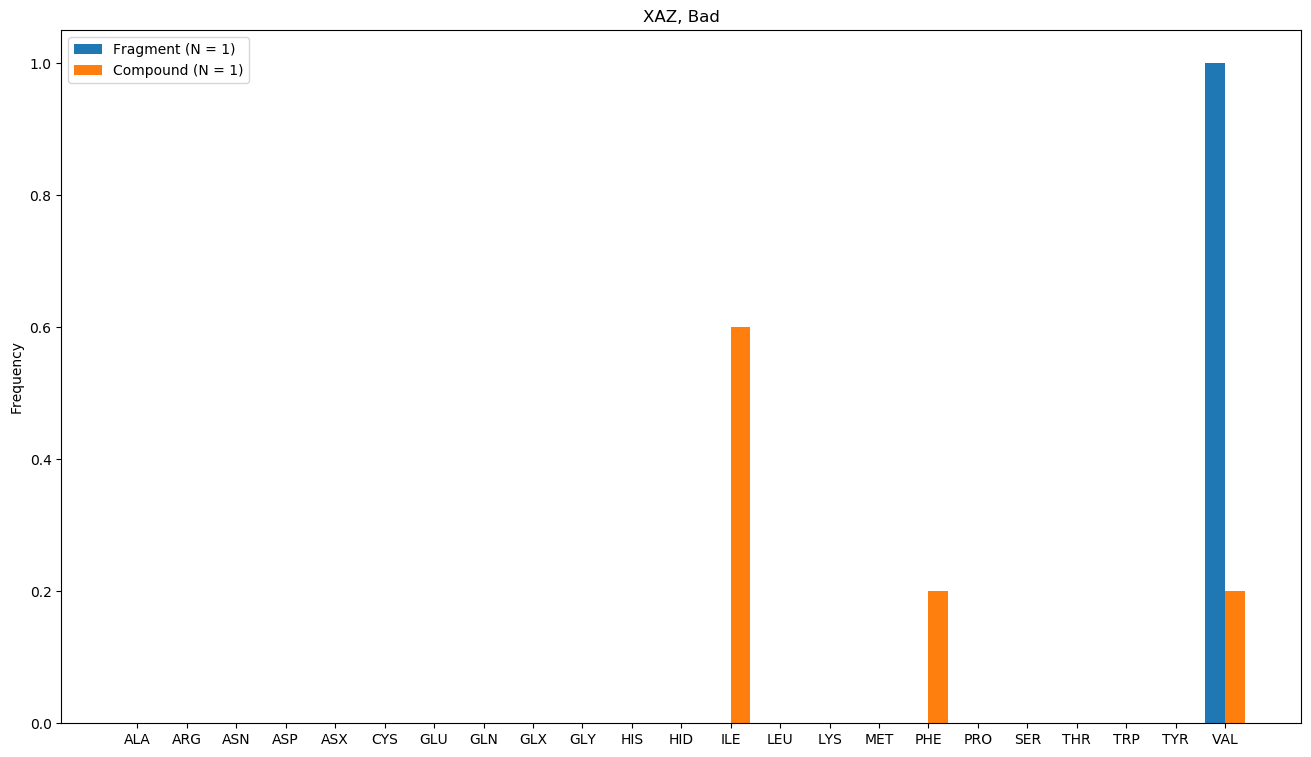 XAZ, Bad
Fragment (N = 1)
Compound (N = 1)
1.0
0.8
0.6
0.4
0.2
0.0
Frequency
ALA ARG ASN ASP ASX CYS GLU GLN GLX GLY HIS HID ILE LEU LYS MET PHE PRO SER THR TRP TYR VAL